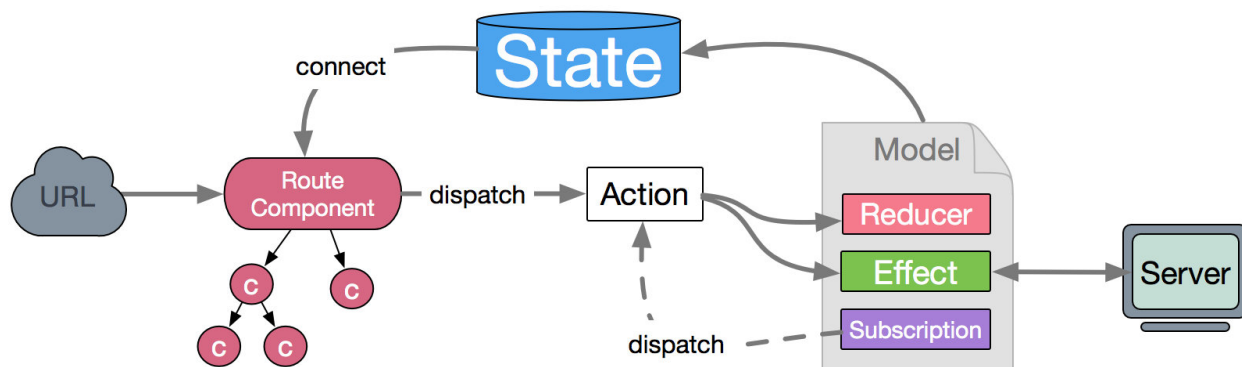 State
connect
Model
URL
Route
Component
dispatch
Action
Reducer
Effect
Server
Subscription
dispatch
C
C
C
C